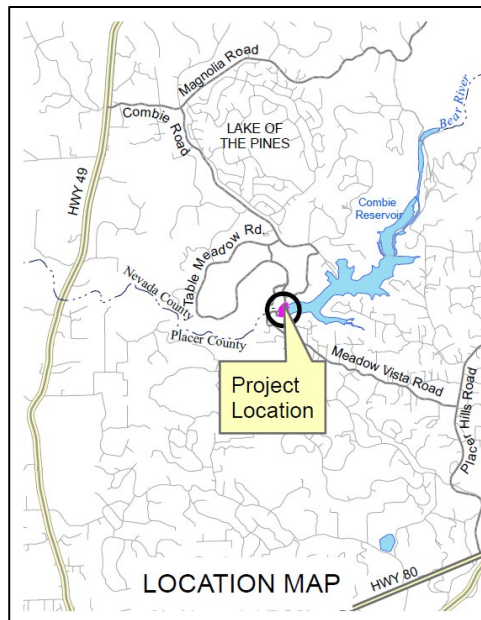 Magnolia Road
Combie Road
LAKE OF
THE PINES
Bear River
HWY 49
Combie
Reservoir
Table Meadow Rd.
Nevada County
Placer County
Meadow Vista Road
Project
Location
Placer Hills Road
LOCATION MAP
HWY 80